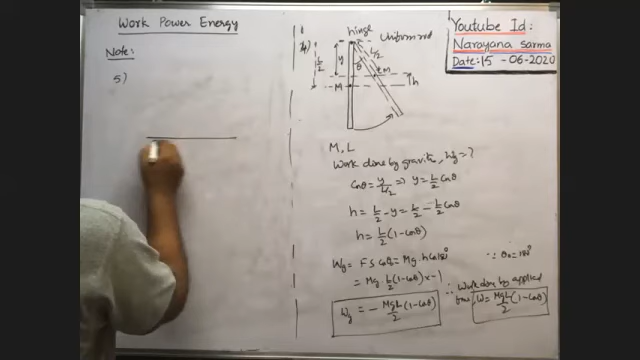 Work Power Energy
Note:
5)
4)
hinge
Uniform rod
L/2
y
θ
L/2
M
h
M
M, L
Work done by gravity, Wg = ?
Cosθ = y/L/2 ⇒ y = L/2 Cosθ
h = L/2 - y = L/2 - L/2 Cosθ
h = L/2 (1 - Cosθ)
Wg = F S Cosθ = Mg · h Cos180°
∵ θ = 180°
= Mg · L/2 (1 - Cosθ) x - 1
Wg = - MgL/2 (1 - Cosθ)
∴ Work done by applied
W = MgL/2 (1 - Cosθ)
Youtube Id:
Narayana sarma
Date: 15 - 06 - 2020